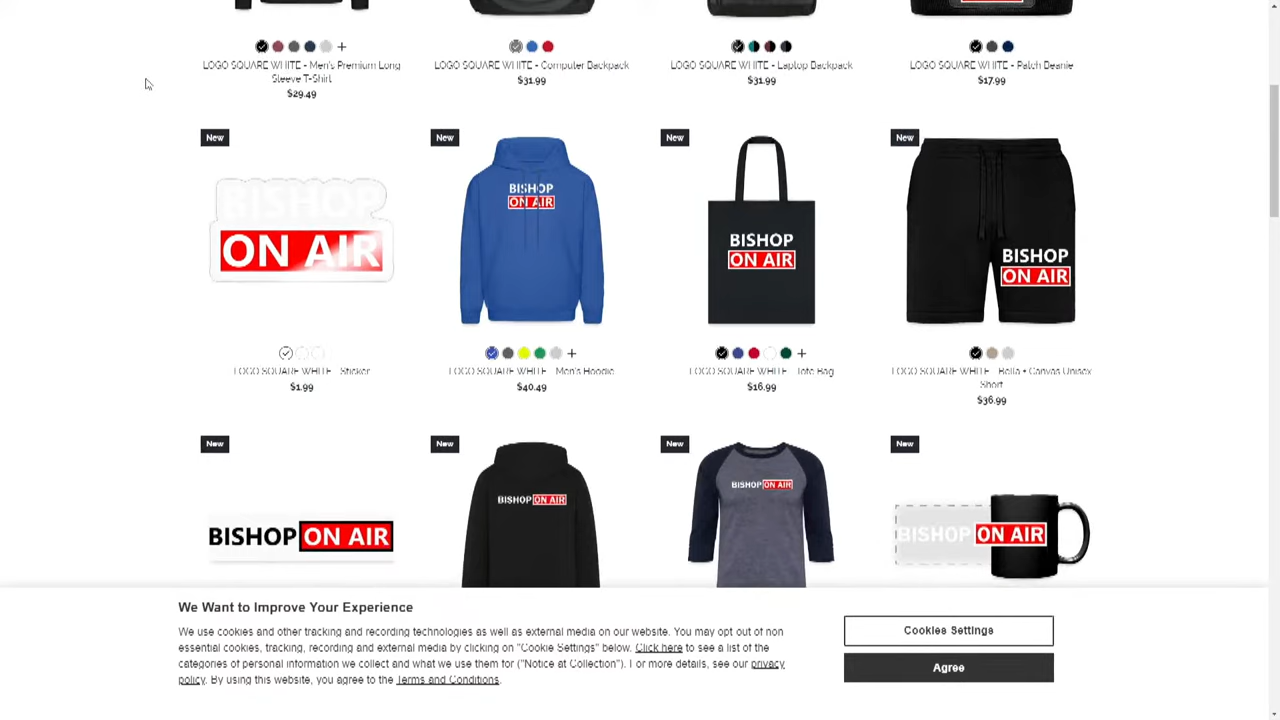 LOGO SQUARE WHITE - Men's Premium Long
Sleeve T-Shirt
$29.49
LOGO SQUARE WHITE - Computer Backpack
$31.99
LOGO SQUARE WHITE - Laptop Backpack
$31.99
LOGO SQUARE WHITE - Patch Beanie
$17.99
New
BISHOP
ON AIR
LOGO SQUARE WHITE - Sticker
$1.99
New
BISHOP
ON AIR
LOGO SQUARE WHITE - Men's Hoodie
$40.49
New
BISHOP
ON AIR
LOGO SQUARE WHITE - Tote Bag
$16.99
New
BISHOP
ON AIR
LOGO SQUARE WHITE - Bella + Canvas Unisex
Short
$36.99
New
BISHOP ON AIR
New
BISHOP ON AIR
New
BISHOP ON AIR
New
BISHOP ON AIR
We Want to Improve Your Experience
We use cookies and other tracking and recording technologies as well as external media on our website. You may opt out of non
essential cookies, tracking, recording and external media by clicking on "Cookie Settings" below. Click here to see a list of the
categories of personal information we collect and what we use them for ("Notice at Collection"). For more details, see our privacy
policy. By using this website, you agree to the Terms and Conditions.
Cookies Settings
Agree